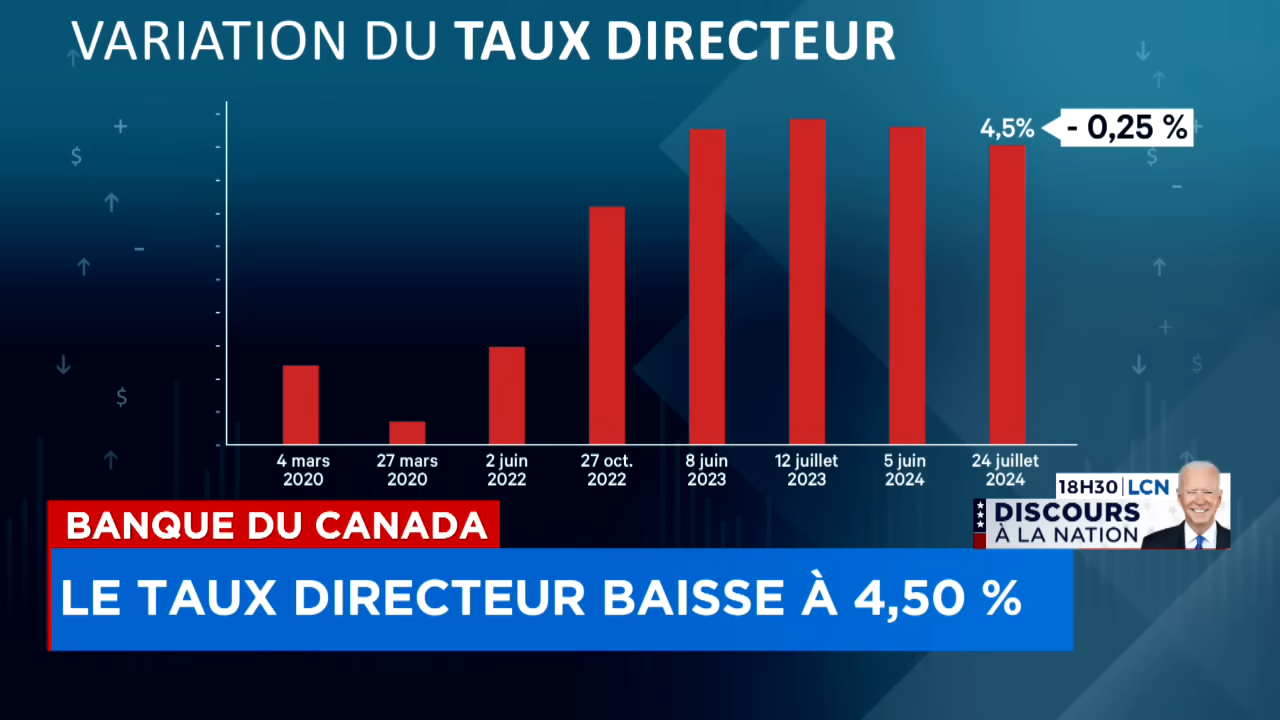 VARIATION DU TAUX DIRECTEUR
4,5%
- 0,25 %
4 mars
2020
27 mars
2020
2 juin
2022
27 oct.
2022
8 juin
2023
12 juillet
2023
5 juin
2024
24 juillet
2024
18H30 | LCN
DISCOURS
À LA NATION
BANQUE DU CANADA
LE TAUX DIRECTEUR BAISSE À 4,50 %